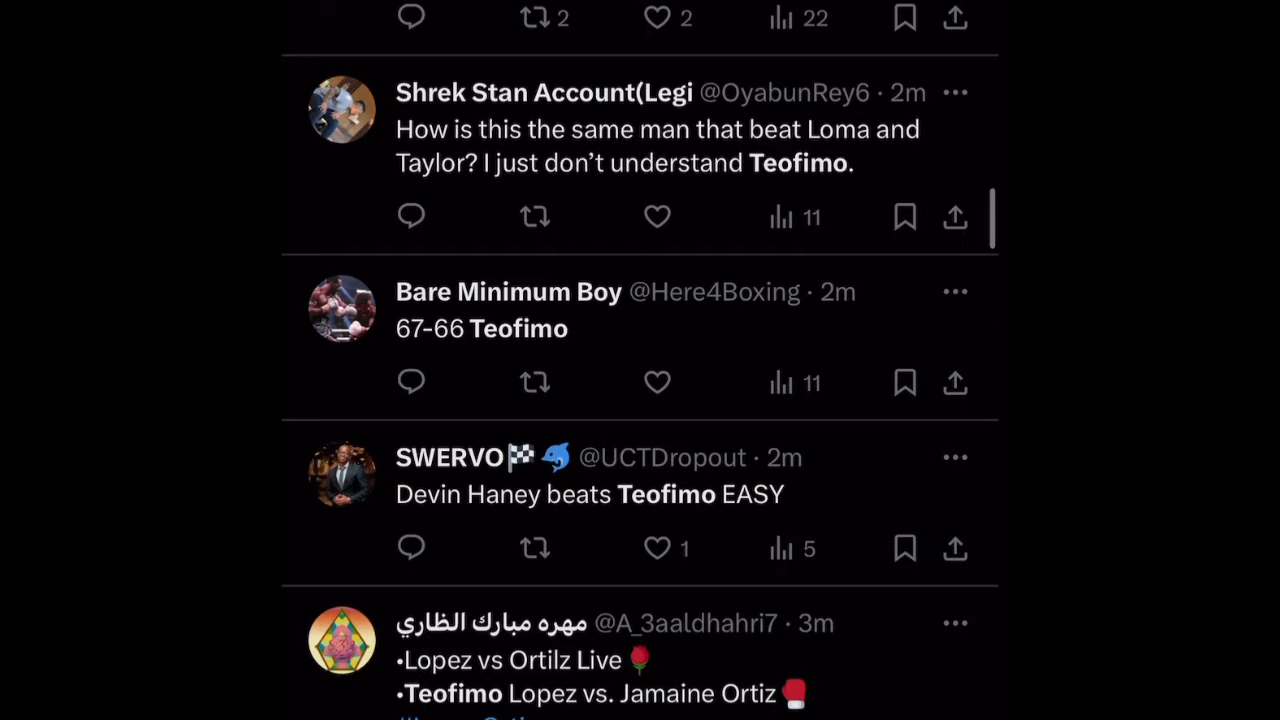 2 2 22
Shrek Stan Account(Legi @OyabunRey6 · 2m
How is this the same man that beat Loma and
Taylor? I just don’t understand Teofimo.
11
Bare Minimum Boy @Here4Boxing · 2m
67-66 Teofimo
11
SWERVO🏁🐬 @UCTDropout · 2m
Devin Haney beats Teofimo EASY
1 5
مهره مبارك الظاري @A_3aaldhahri7 · 3m
•Lopez vs Ortilz Live 🌹
•Teofimo Lopez vs. Jamaine Ortiz 🥊